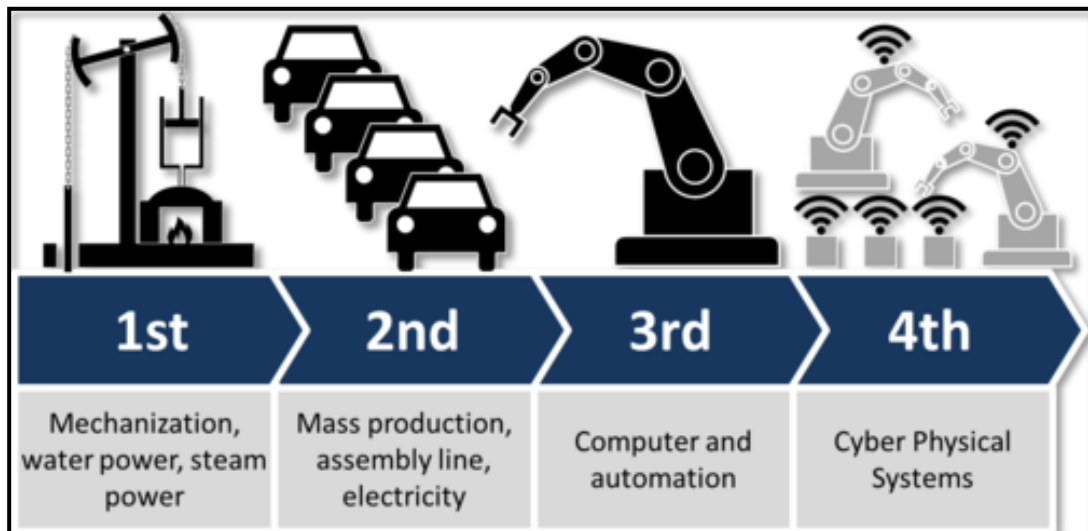 1st
2nd
3rd
4th
Mechanization,
water power, steam
power
Mass production,
assembly line,
electricity
Computer and
automation
Cyber Physical
Systems